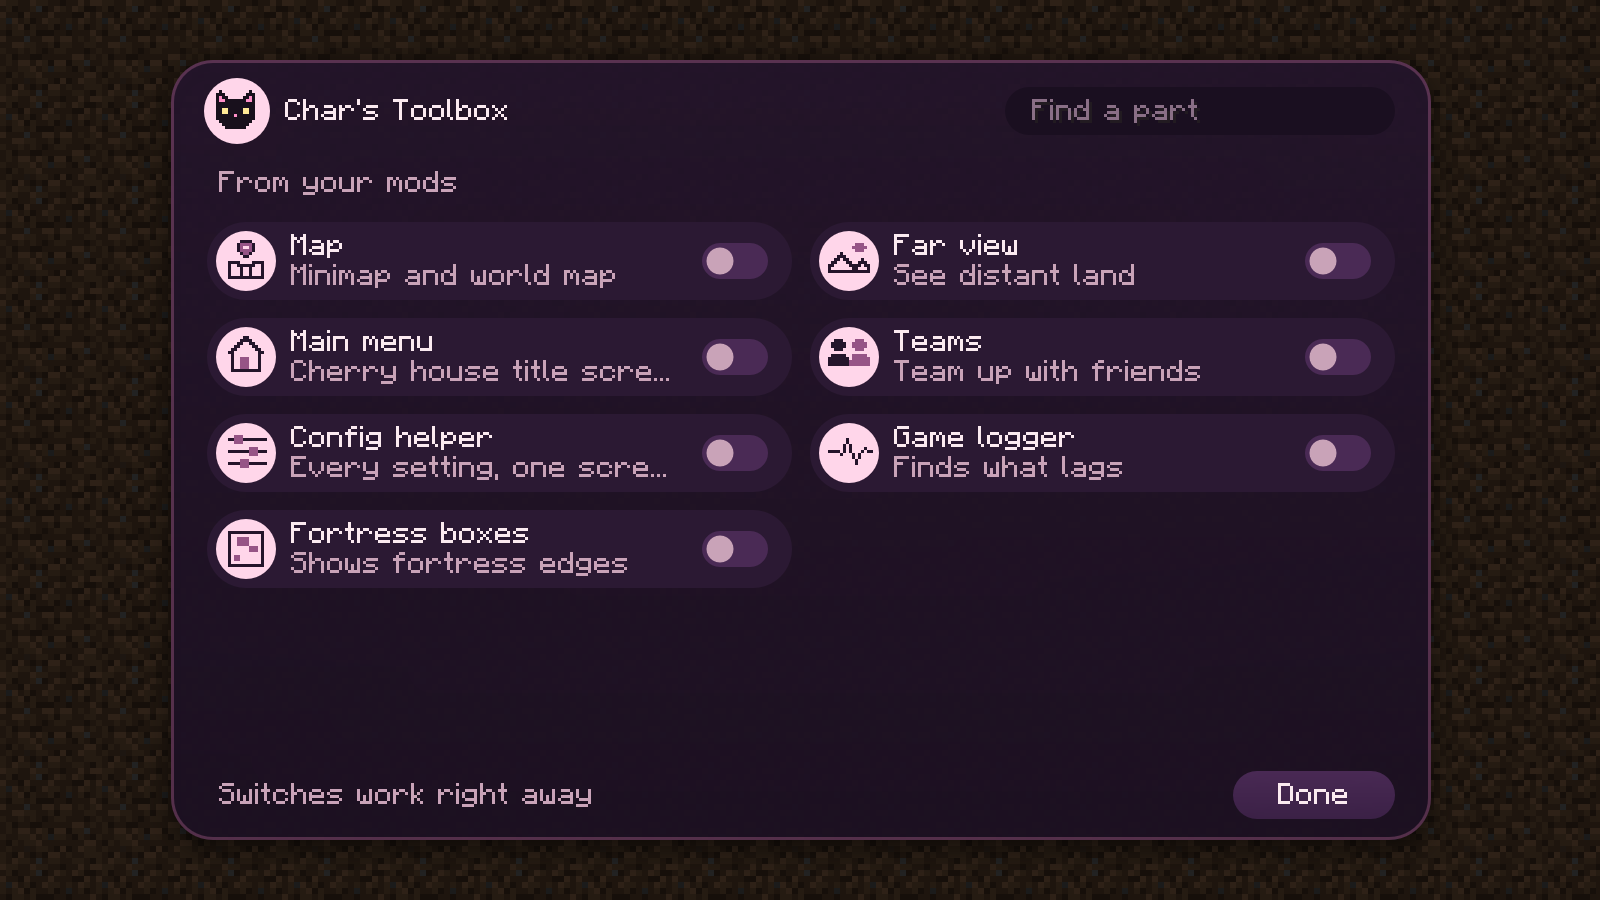 Char's Toolbox
Find a part
From your mods
Map
Minimap and world map
Far view
See distant land
Main menu
Cherry house title scre...
Teams
Team up with friends
Config helper
Every setting, one scre...
Game logger
Finds what lags
Fortress boxes
Shows fortress edges
Switches work right away
Done